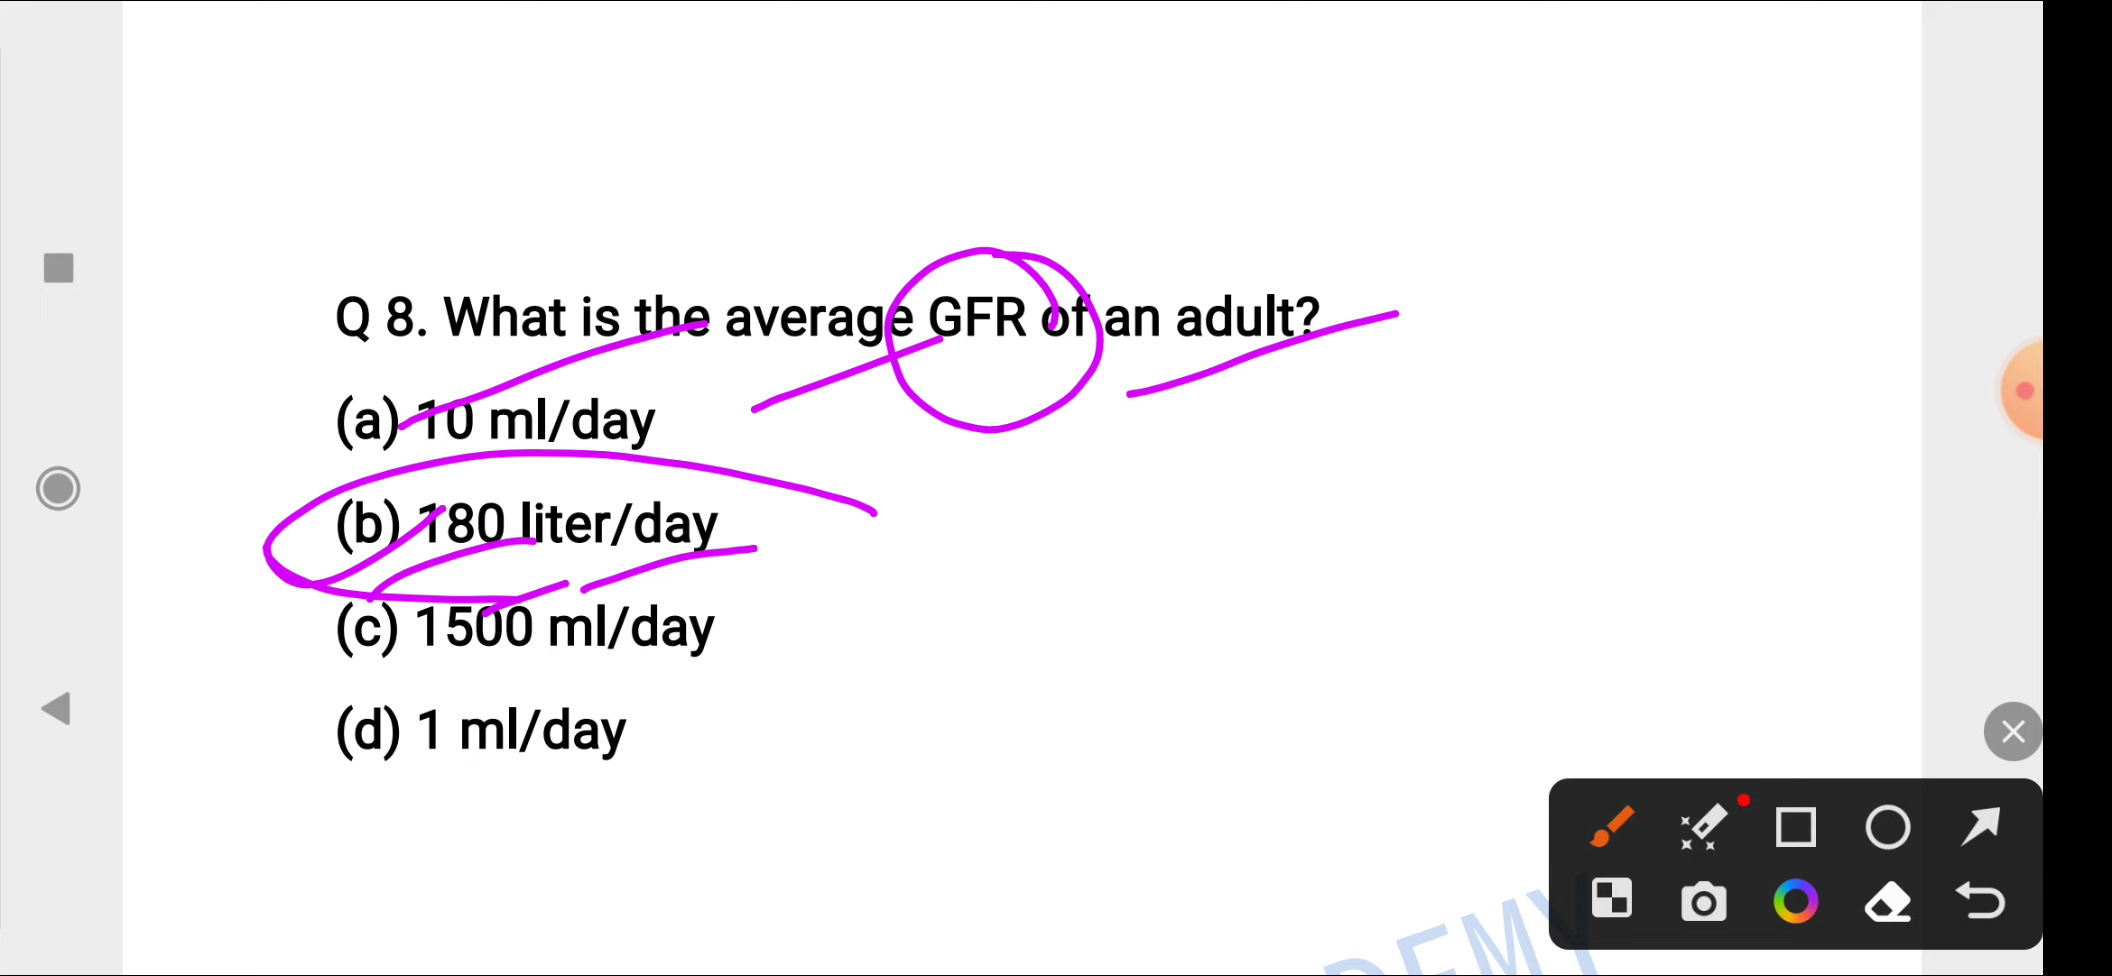 Q 8. What is the average GFR of an adult?
(a) 10 ml/day
(b) 180 liter/day
(c) 1500 ml/day
(d) 1 ml/day